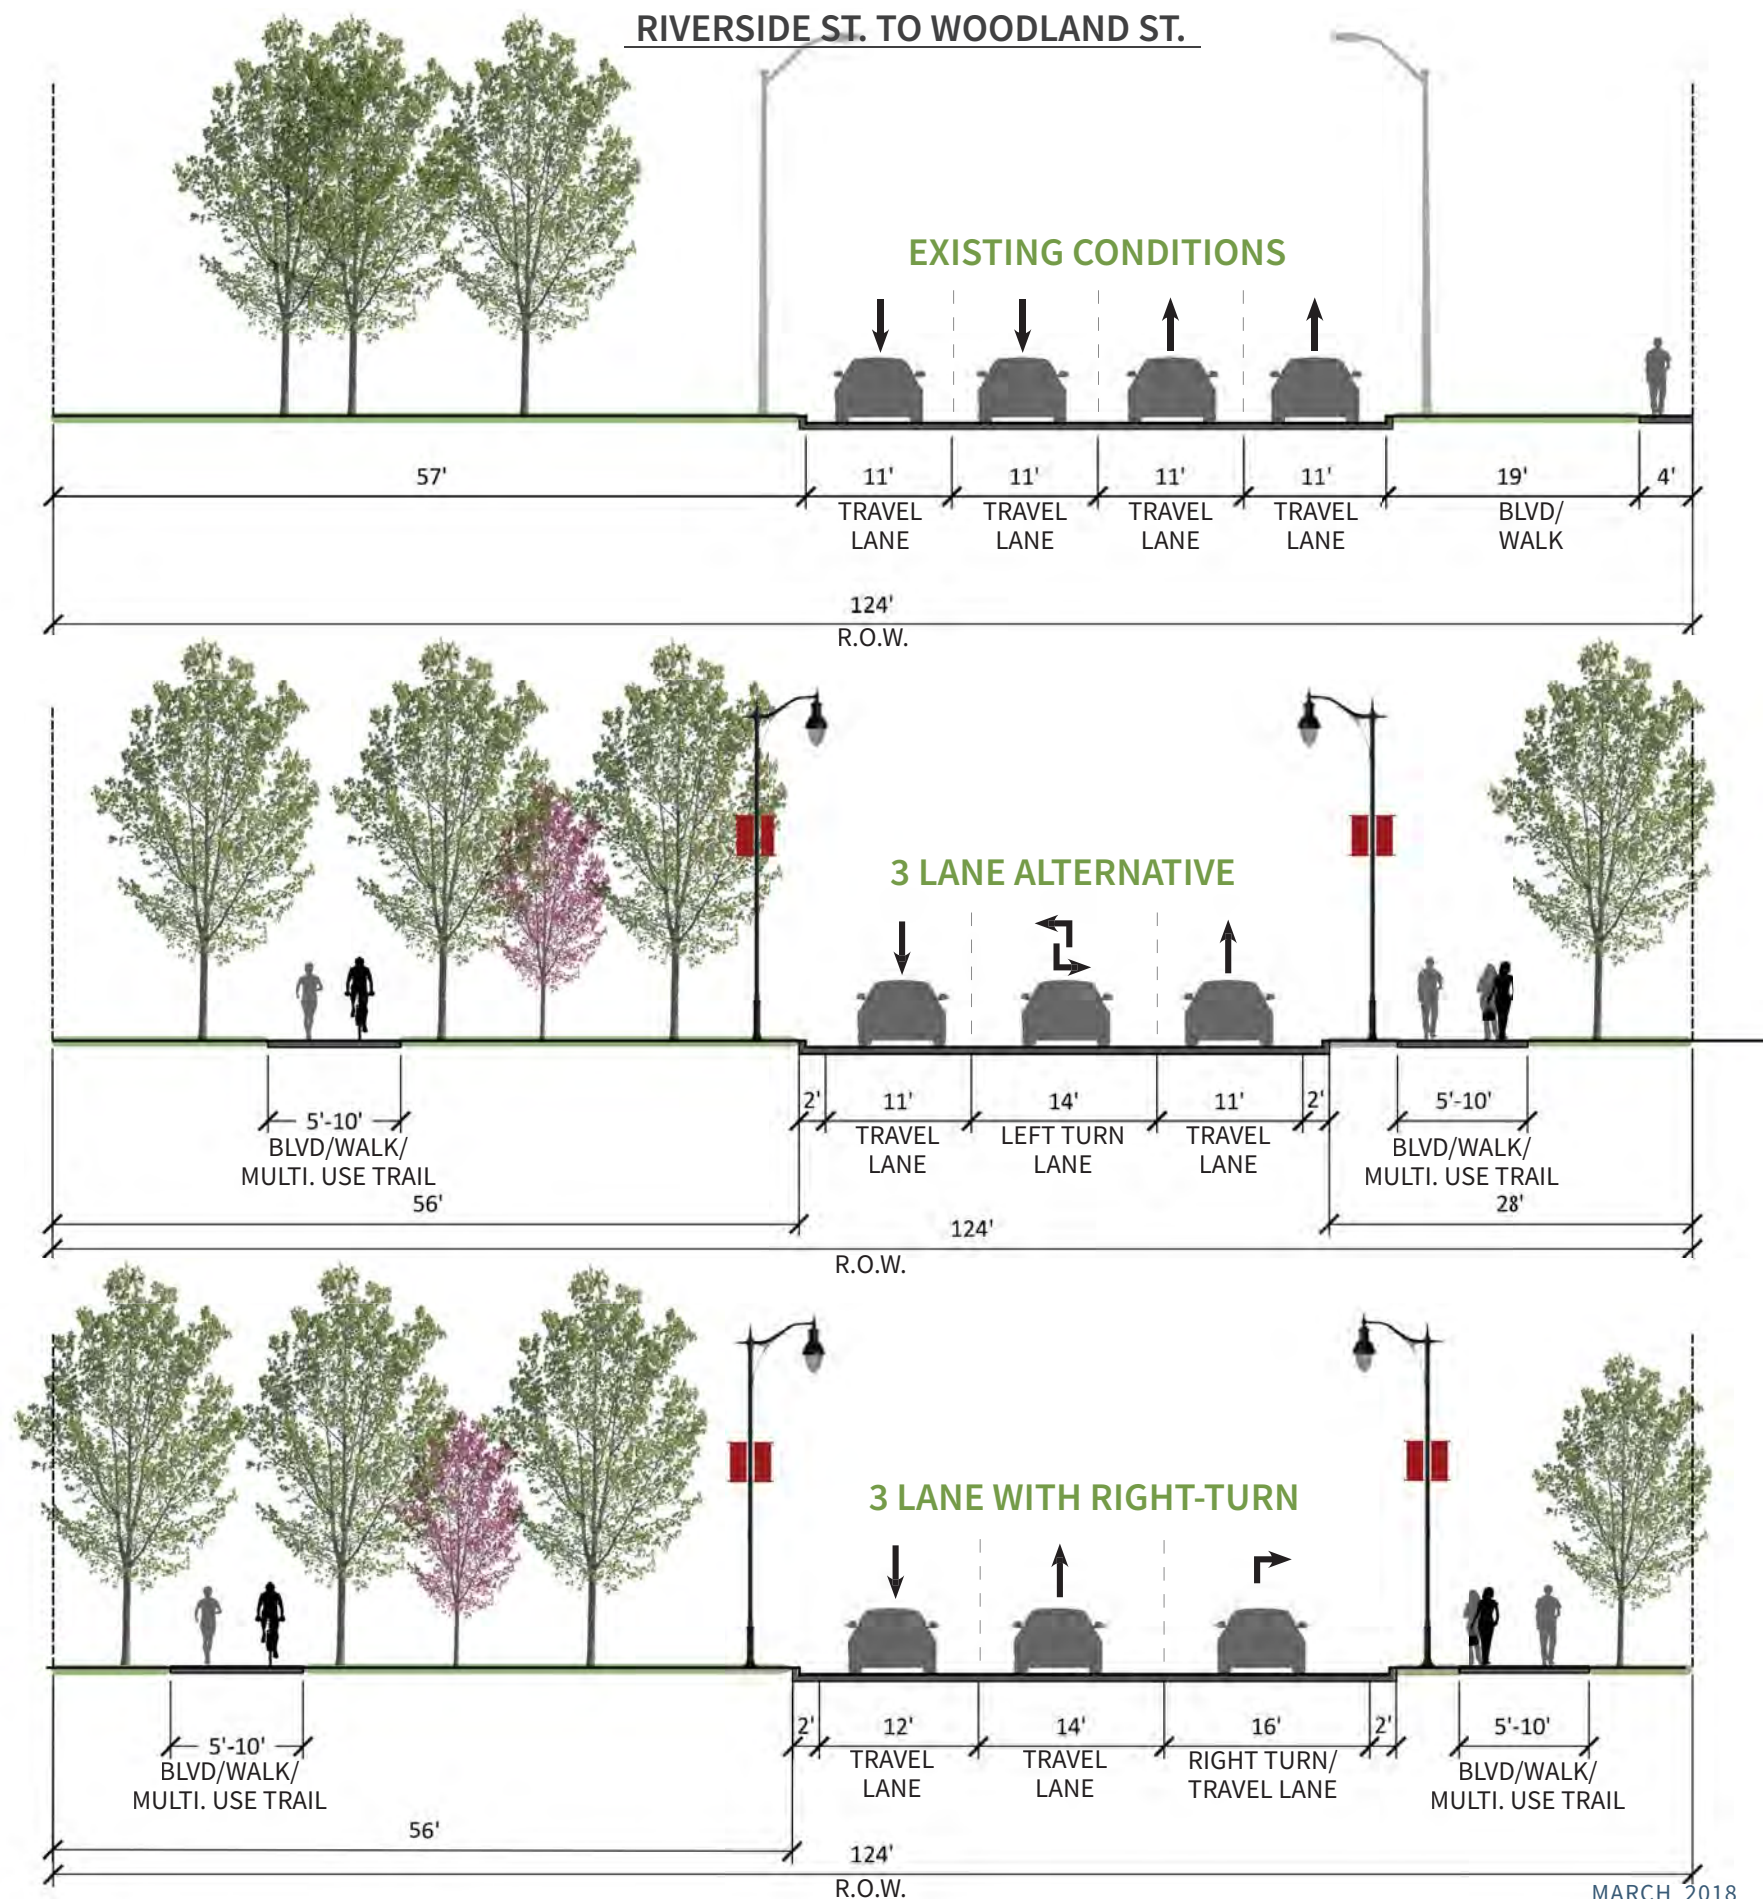 RIVERSIDE ST. TO WOODLAND ST.
EXISTING CONDITIONS
57' 11' 11' 11' 11' 19' 4'
TRAVEL LANE TRAVEL LANE TRAVEL LANE TRAVEL LANE BLVD/ WALK
124'
R.O.W.
3 LANE ALTERNATIVE
5'-10' 2' 11' 14' 11' 2' 5'-10'
BLVD/WALK/ MULTI. USE TRAIL TRAVEL LANE LEFT TURN LANE TRAVEL LANE BLVD/WALK/ MULTI. USE TRAIL
56' 28'
124'
R.O.W.
3 LANE WITH RIGHT-TURN
5'-10' 2' 12' 14' 16' 2' 5'-10'
BLVD/WALK/ MULTI. USE TRAIL TRAVEL LANE TRAVEL LANE RIGHT TURN/ TRAVEL LANE BLVD/WALK/ MULTI. USE TRAIL
56'
124'
R.O.W.
MARCH 2018